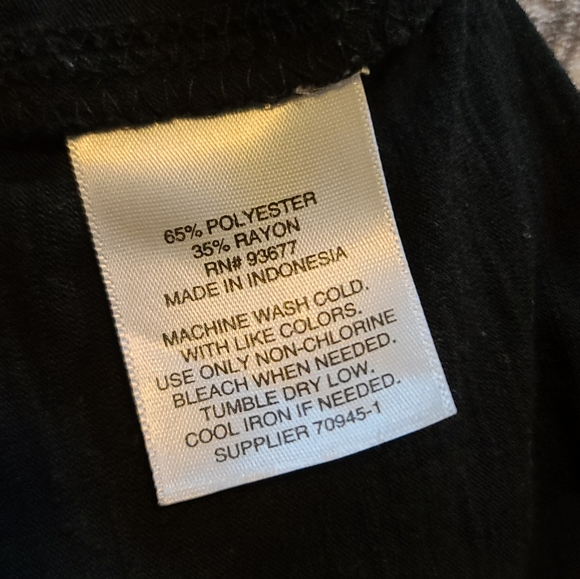 65% POLYESTER
35% RAYON
RN# 93677
MADE IN INDONESIA
MACHINE WASH COLD.
WITH LIKE COLORS.
USE ONLY NON-CHLORINE
BLEACH WHEN NEEDED.
TUMBLE DRY LOW.
COOL IRON IF NEEDED.
SUPPLIER 70945-1